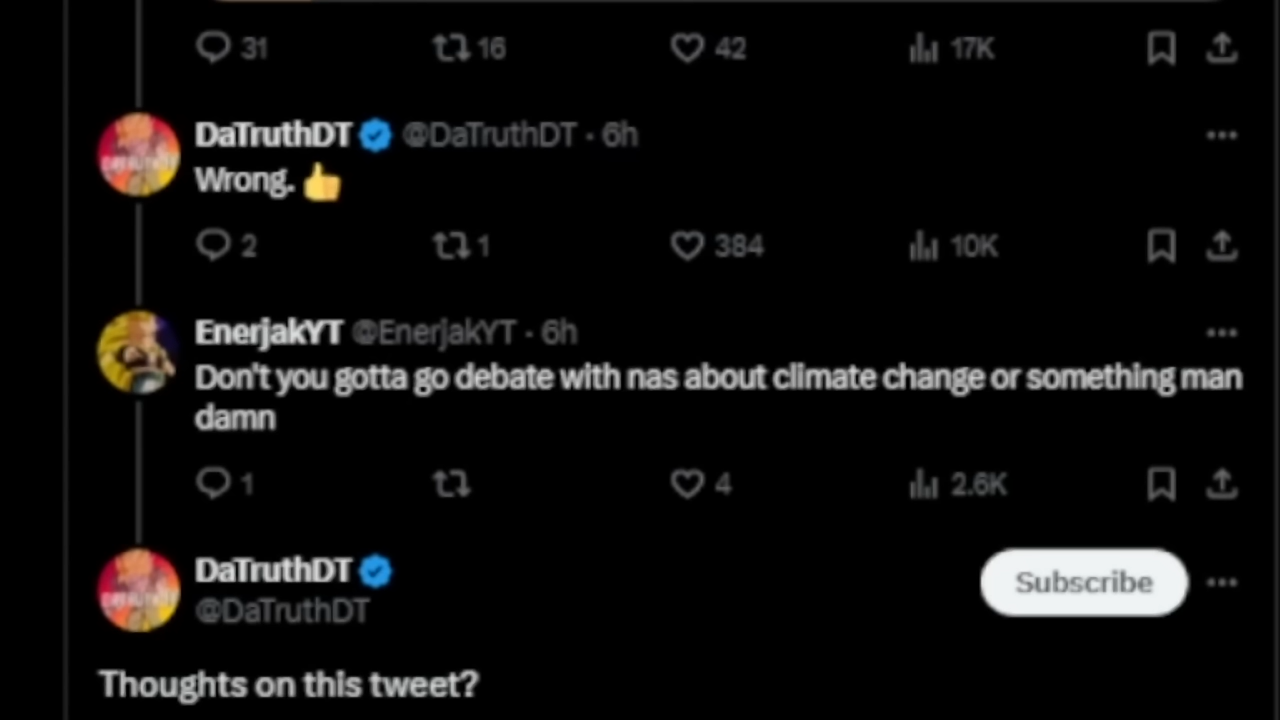 31 16 42 17K
DaTruthDT @DaTruthDT · 6h
Wrong. 👍
2 1 384 10K
EnerjakYT @EnerjakYT · 6h
Don't you gotta go debate with nas about climate change or something man
damn
1 4 2.6K
DaTruthDT
@DaTruthDT
Subscribe
Thoughts on this tweet?